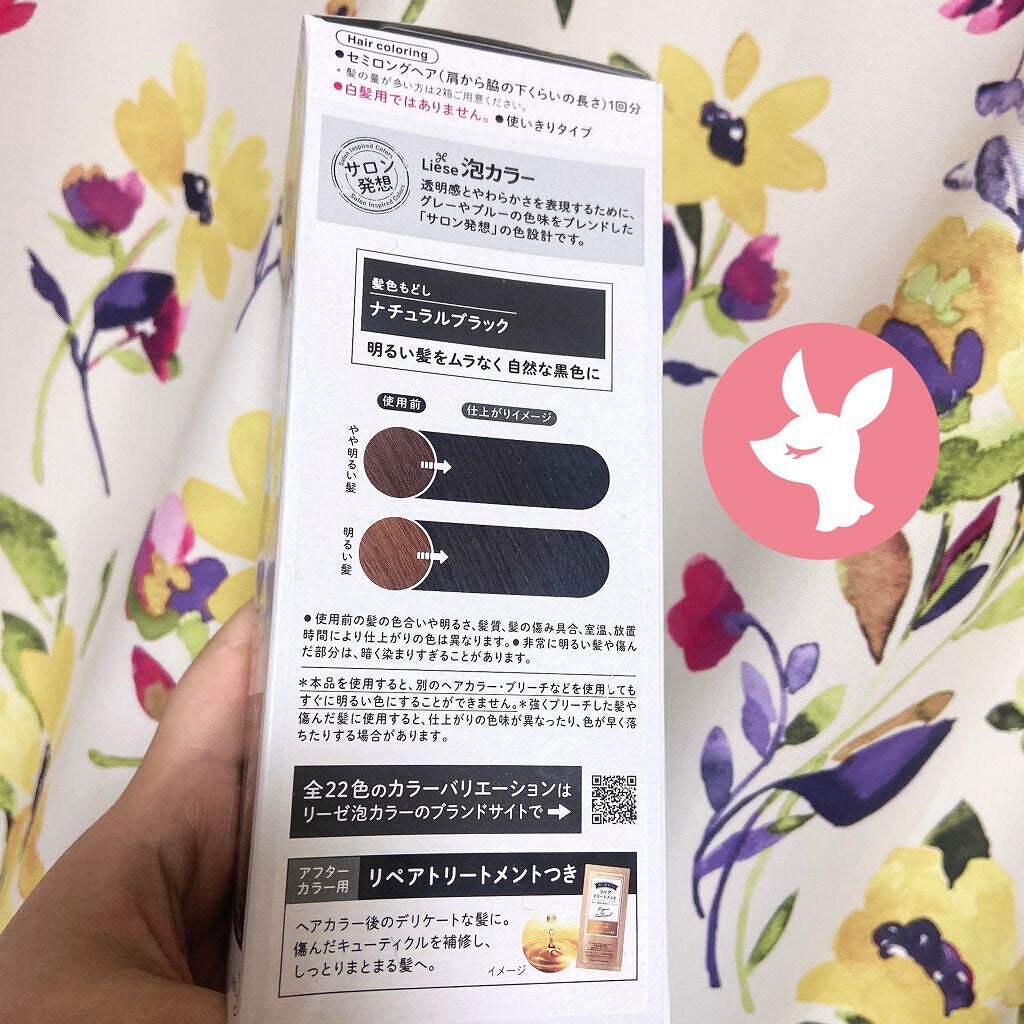 Hair coloring
●セミロングヘア(肩から脇の下くらいの長さ)1回分
*髪の量が多い方は2箱ご用意ください。
●白髪用ではありません。●使いきりタイプ
Salon Inspired Colors
サロン
発想
Salon Inspired Colors
Liese 泡カラー
透明感とやわらかさを表現するために、
グレーやブルーの色味をブレンドした
「サロン発想」の色設計です。
髪色もどし
ナチュラルブラック
明るい髪をムラなく自然な黒色に
使用前 仕上がりイメージ
やや明るい髪
明るい髪
●使用前の髪の色合いや明るさ、髪質、髪の傷み具合、室温、放置
時間により仕上がりの色は異なります。●非常に明るい髪や傷ん
だ部分は、暗く染まりすぎることがあります。
*本品を使用すると、別のヘアカラー・ブリーチなどを使用しても
すぐに明るい色にすることができません。*強くブリーチした髪や
傷んだ髪に使用すると、仕上がりの色味が異なったり、色が早く落
ちたりする場合があります。
全22色のカラーバリエーションは
リーゼ泡カラーのブランドサイトで➡
アフター
カラー用
リペアトリートメントつき
ヘアカラー後のデリケートな髪に。
傷んだキューティクルを補修し、
しっとりまとまる髪へ。
イメージ
リペア
トリートメント